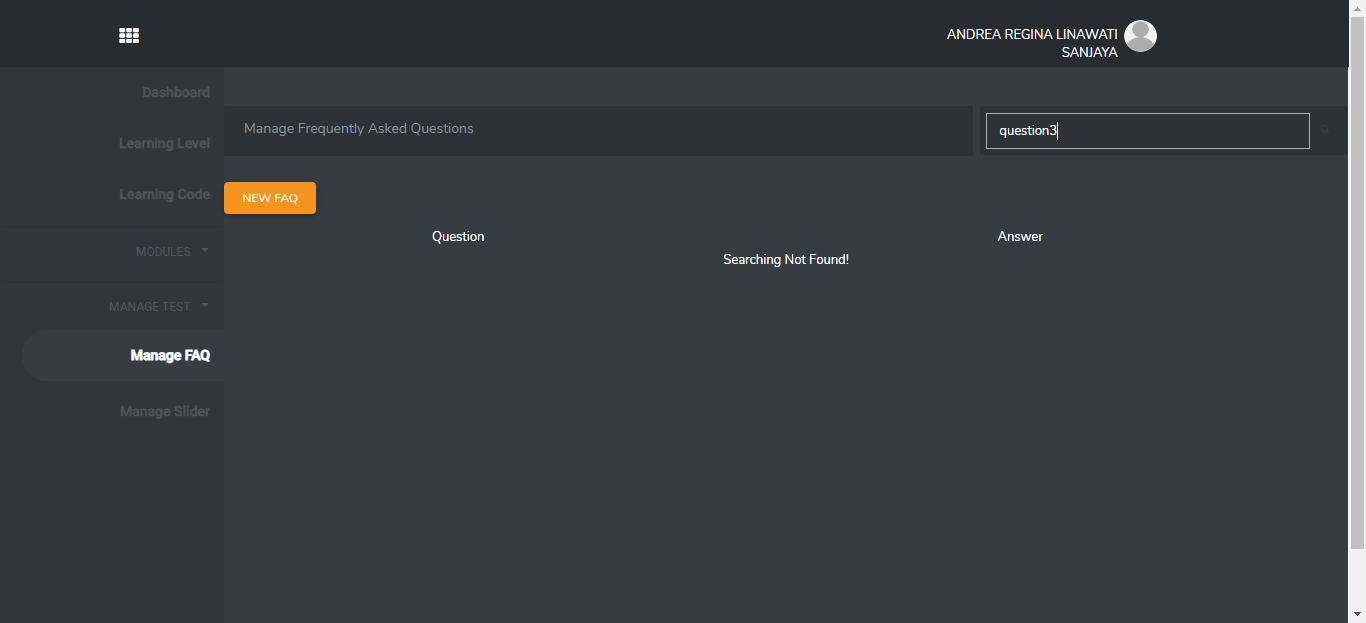 ANDREA REGINA LINAWATI
SANJAYA
Dashboard
Learning Level
Learning Code
MODULES
MANAGE TEST
Manage FAQ
Manage Slider
Manage Frequently Asked Questions
question3
NEW FAQ
Question Answer
Searching Not Found!